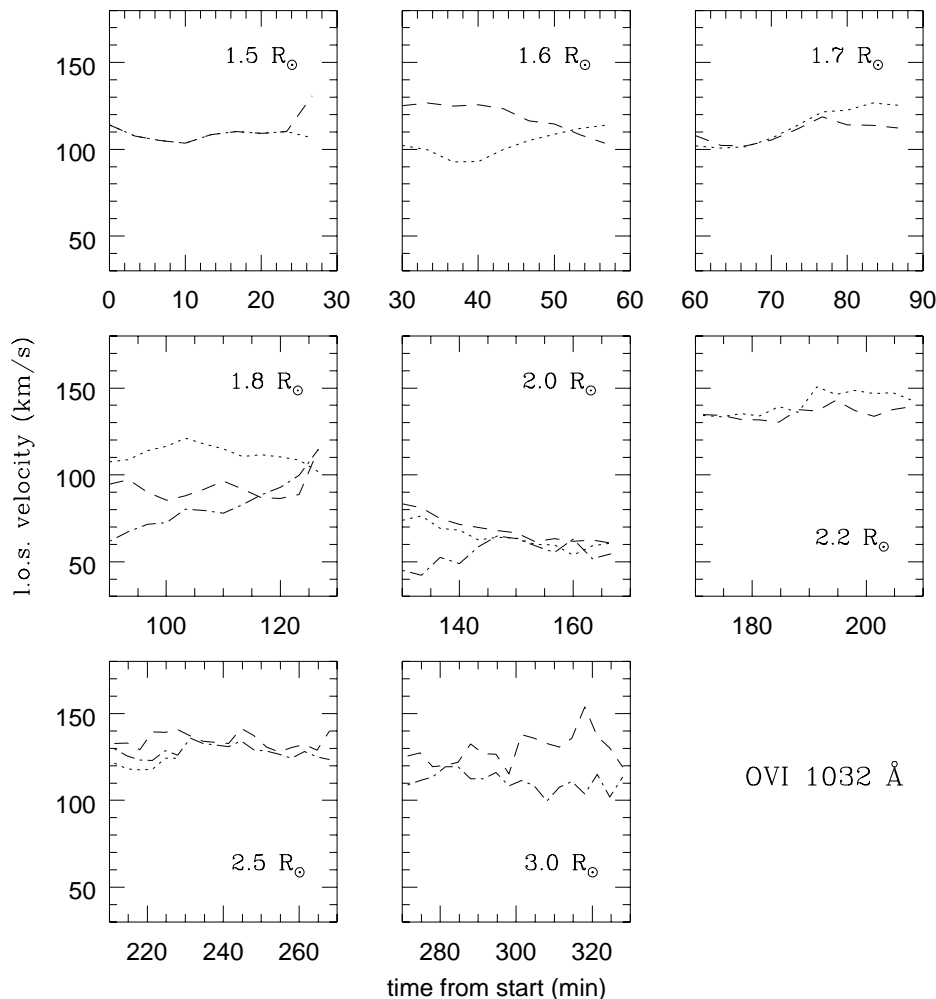 1.5 R☉ 1.6 R☉ 1.7 R☉
150
100
50
0 10 20 30 30 40 50 60 60 70 80 90
l.o.s. velocity (km/s)
1.8 R☉ 2.0 R☉
150
100
50
2.2 R☉
100 120 140 160 180 200
150
100
50
OVI 1032 Å
2.5 R☉ 3.0 R☉
220 240 260 280 300 320
time from start (min)